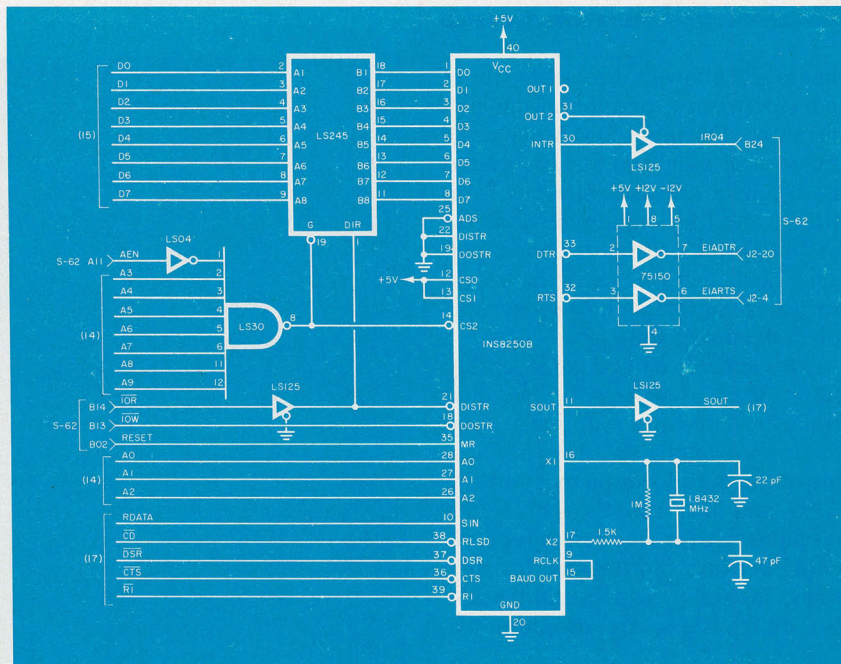 +5V
40
VCC
D0 2 A1 B1 18 1 D0
D1 3 A2 B2 17 2 D1
D2 4 A3 B3 16 3 D2
D3 5 A4 B4 15 4 D3
D4 6 A5 B5 14 5 D4
D5 7 A6 B6 13 6 D5
D6 8 A7 B7 12 7 D6
D7 9 A8 B8 11 8 D7
(15)
LS245
G DIR
19 1
OUT 1
31
OUT 2
INTR 30
LS125
IRQ4 B24
S-62
25 ADS
22 DISTR
19 DOSTR
+5V
12 CS0
13 CS1
14 CS2
INS8250B
+5V +12V -12V
1 8 5
DTR 33 2 7 EIADTR J2-20
75150
RTS 32 3 6 EIARTS J2-4
4
LS04
S-62 A11 AEN 1
A3 2
A4 3
A5 4
A6 5
A7 6
A8 11
A9 12
(14)
LS30
8
LS125
B14 IOR 21 DISTR
B13 IOW 18 DOSTR
S-62
B02 RESET 35 MR
A0 28 A0
A1 27 A1
A2 26 A2
(14)
RDATA 10 SIN
CD 38 RLSD
DSR 37 DSR
CTS 36 CTS
RI 39 RI
(17)
LS125
SOUT 11 SOUT (17)
X1 16
22 pF
1M
1.8432
MHz
X2 17 1.5K
RCLK 9
BAUD OUT 15
47 pF
GND
20